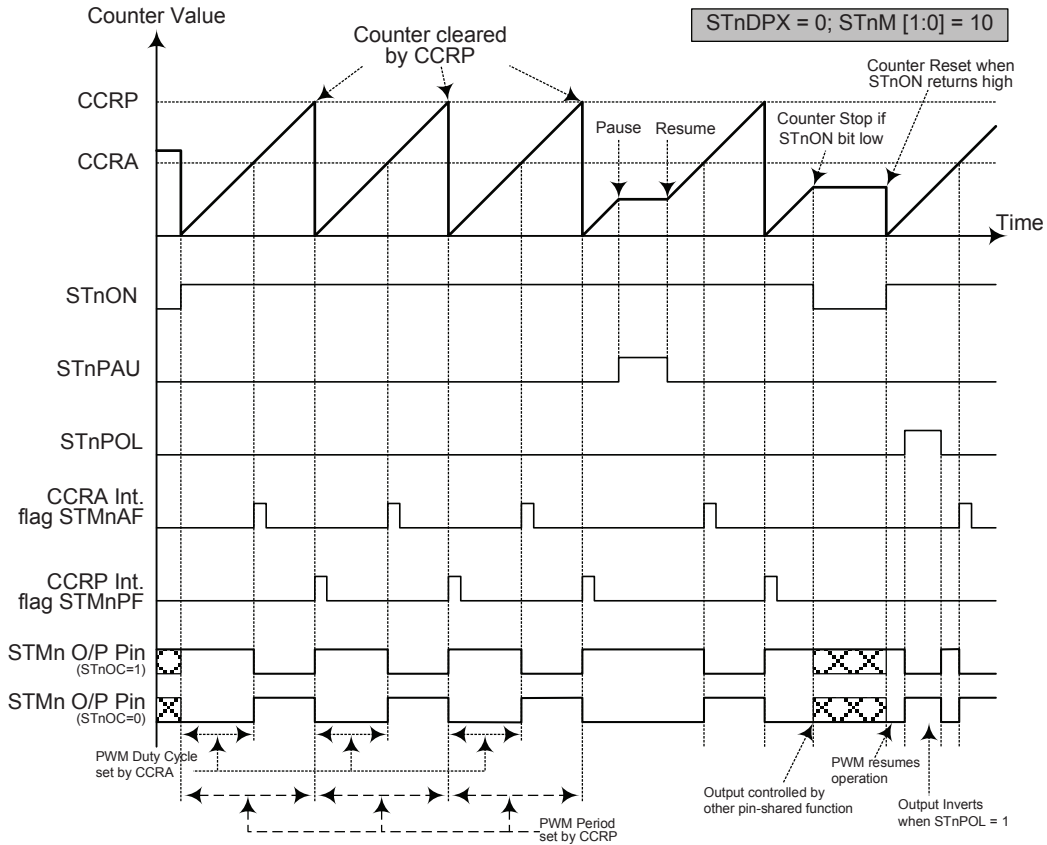 Counter Value
STnDPX = 0; STnM [1:0] = 10
Counter cleared
by CCRP
Counter Reset when
STnON returns high
CCRP
Counter Stop if
STnON bit low
Pause
Resume
CCRA
Time
STnON
STnPAU
STnPOL
CCRA Int.
flag STMnAF
CCRP Int.
flag STMnPF
STMn O/P Pin
(STnOC=1)
STMn O/P Pin
(STnOC=0)
PWM Duty Cycle
set by CCRA
PWM resumes
operation
Output controlled by
other pin-shared function
Output Inverts
when STnPOL = 1
PWM Period
set by CCRP